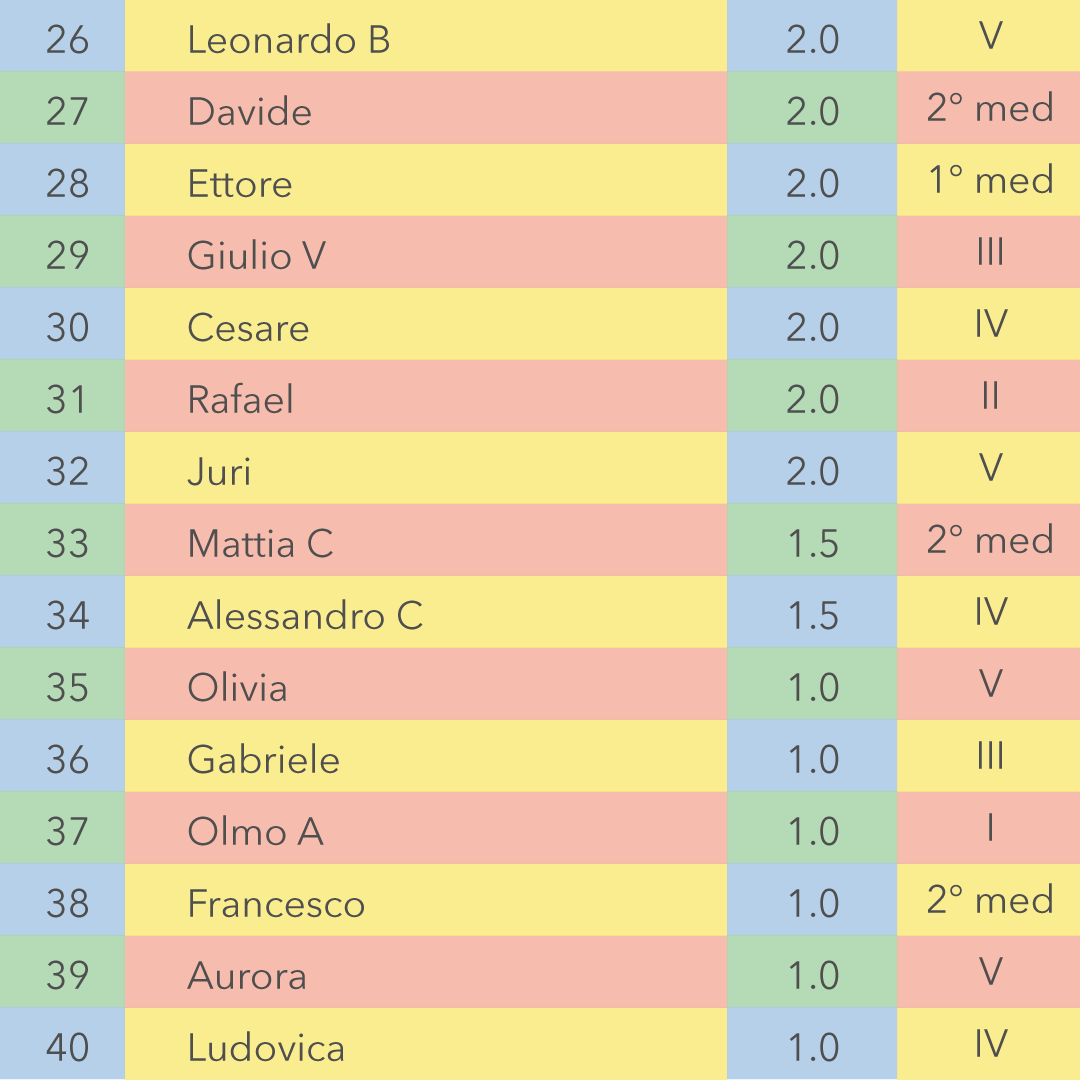 26 Leonardo B 2.0 V
27 Davide 2.0 2° med
28 Ettore 2.0 1° med
29 Giulio V 2.0 III
30 Cesare 2.0 IV
31 Rafael 2.0 II
32 Juri 2.0 V
33 Mattia C 1.5 2° med
34 Alessandro C 1.5 IV
35 Olivia 1.0 V
36 Gabriele 1.0 III
37 Olmo A 1.0 I
38 Francesco 1.0 2° med
39 Aurora 1.0 V
40 Ludovica 1.0 IV